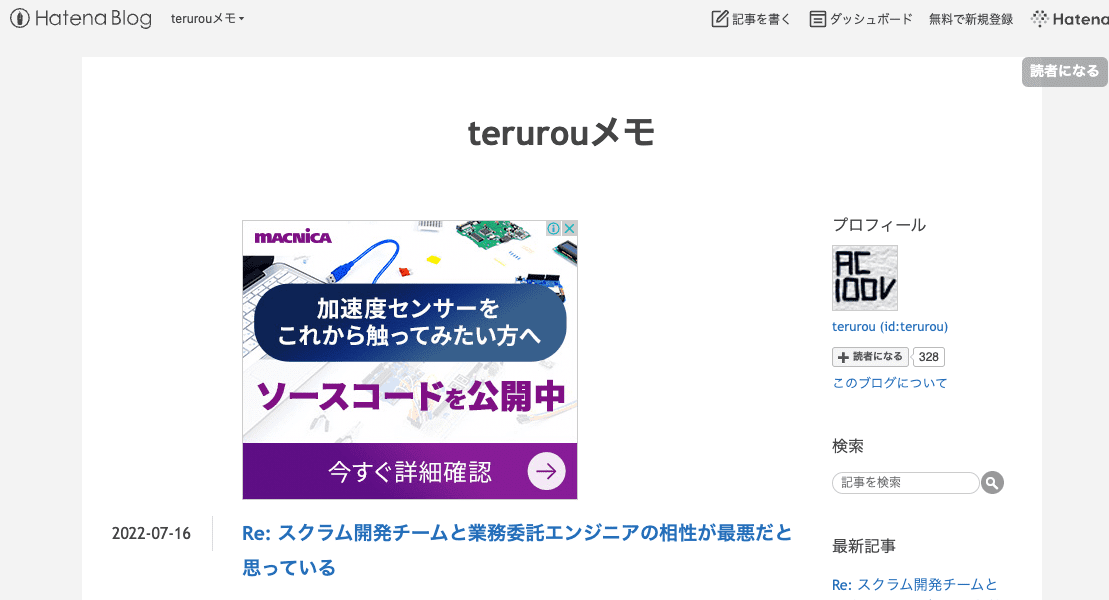 Hatena Blog
terurouメモ
記事を書く
ダッシュボード
無料で新規登録
Hatena
読者になる
terurouメモ
MACNICA
加速度センサーを
これから触ってみたい方へ
ソースコードを公開中
今すぐ詳細確認
2022-07-16
Re: スクラム開発チームと業務委託エンジニアの相性が最悪だと
思っている
プロフィール
AC
100V
terurou (id:terurou)
読者になる 328
このブログについて
検索
記事を検索
最新記事
Re: スクラム開発チームと